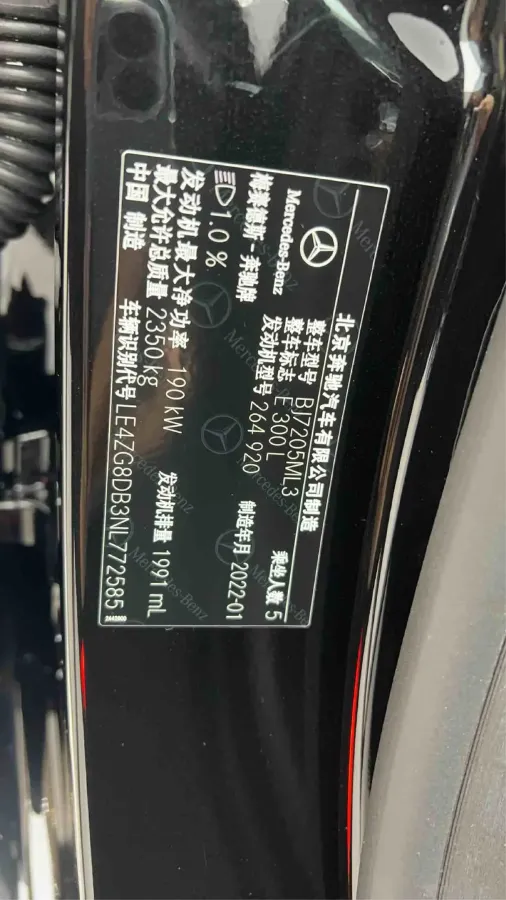 北京奔驰汽车有限公司制造
Mercedes-Benz
整车型号 BJ7205ML3
乘坐人数 5
整车标志 E 300 L
梅赛德斯-奔驰牌
发动机型号 264 920
制造年月 2022-01
1.0 %
发动机最大净功率 190 kW
发动机排量 1991 mL
最大允许总质量 2350 kg
中国 制造
车辆识别代号 LE4ZG8DB3NL772585